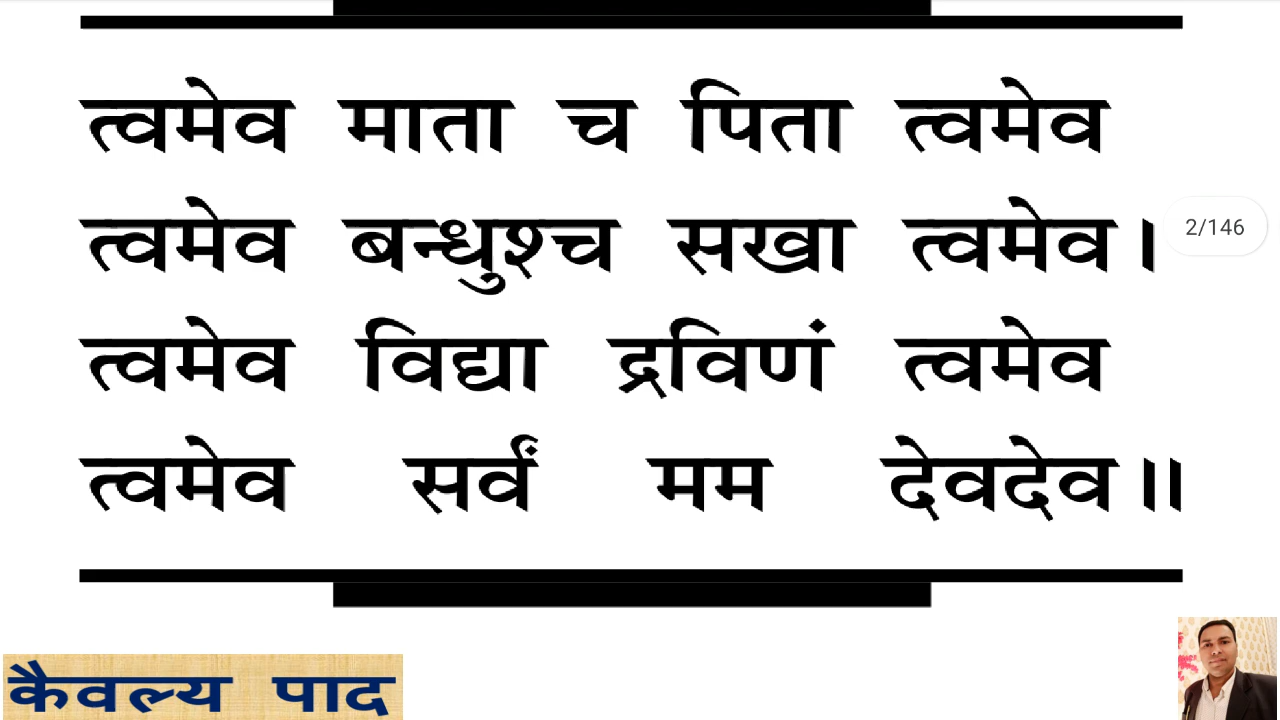 त्वमेव माता च पिता त्वमेव
त्वमेव बन्धुश्च सखा त्वमेव।
2/146
त्वमेव विद्या द्रविणं त्वमेव
त्वमेव सर्वं मम देवदेव॥
कैवल्य पाद